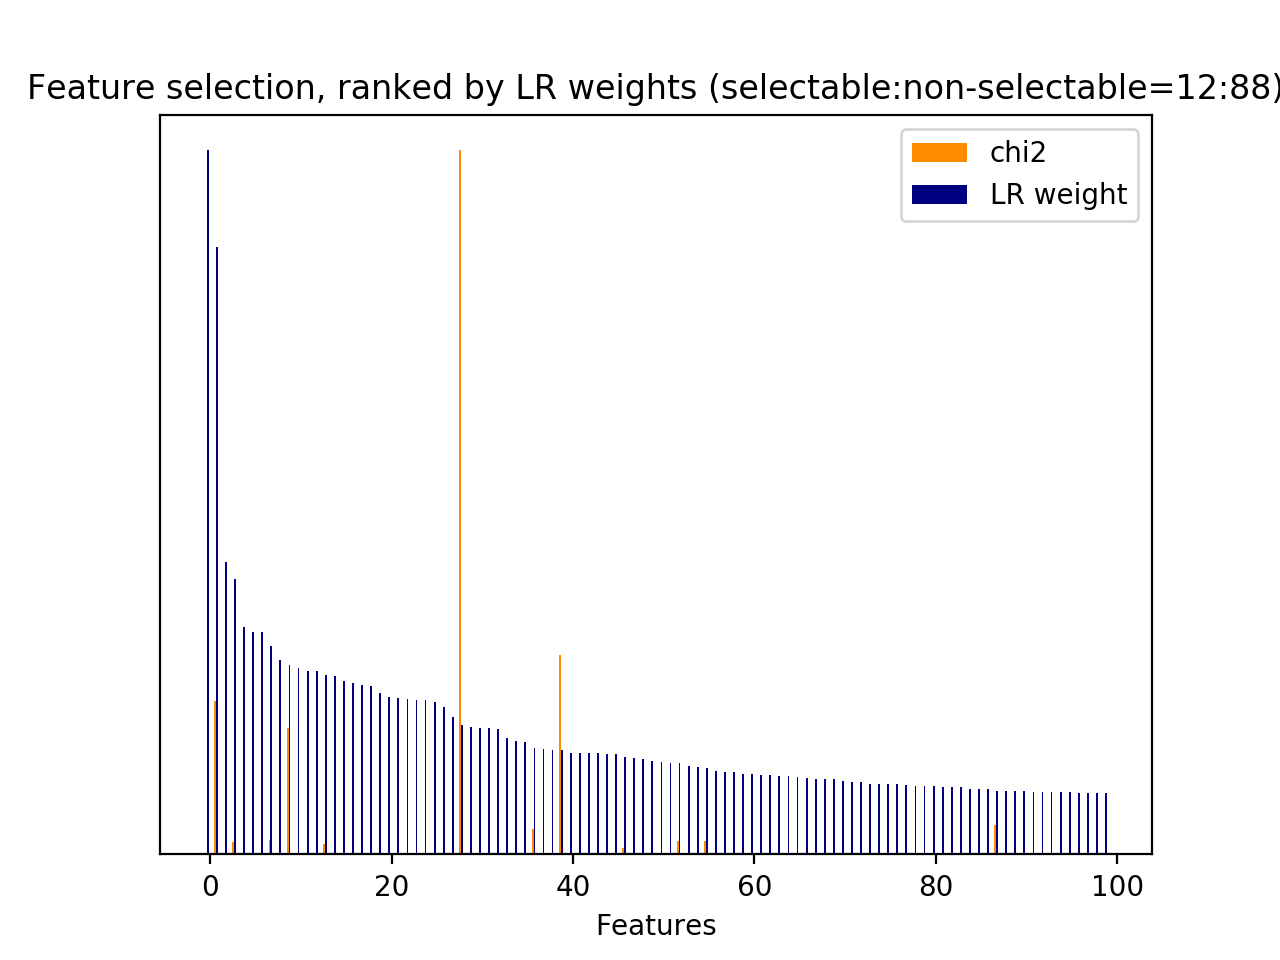 Feature selection, ranked by LR weights (selectable:non-selectable=12:88)
chi2
LR weight
0 20 40 60 80 100
Features